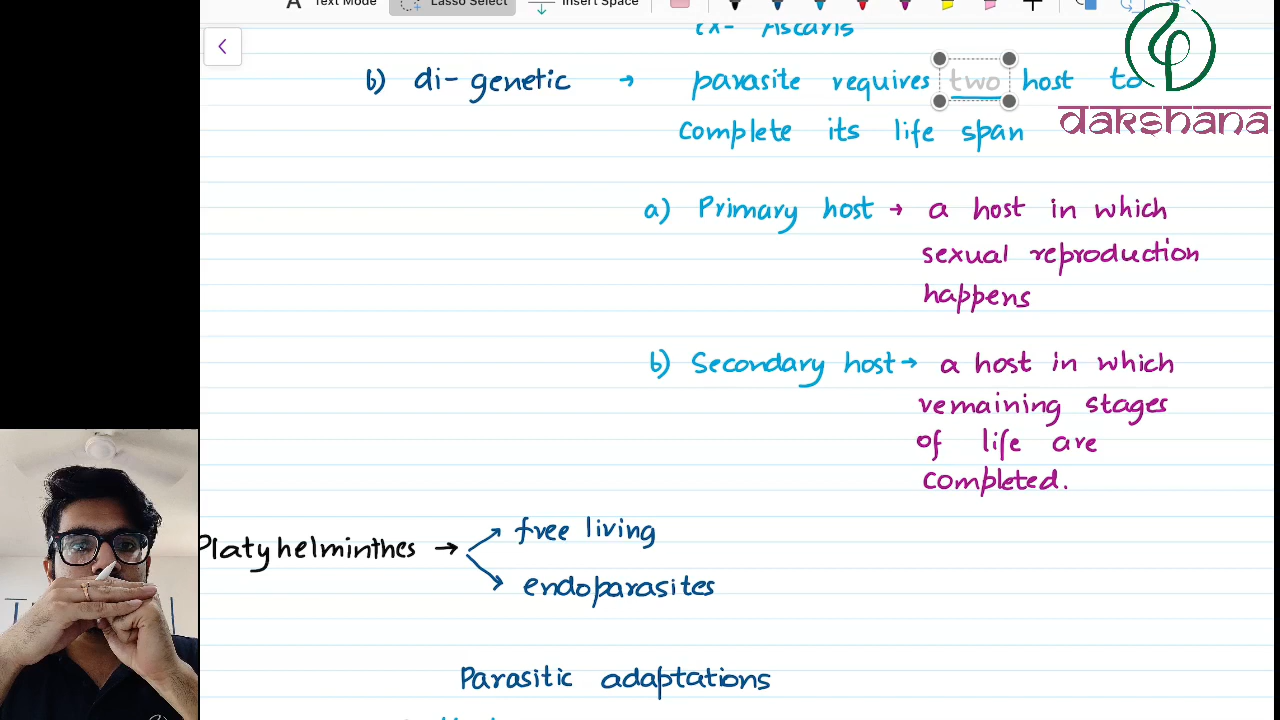 Text Mode Lasso Select Insert Space
ex- Ascaris
b) di-genetic → parasite requires two host to
complete its life span
दakshana
a) Primary host → a host in which
sexual reproduction
happens
b) Secondary host → a host in which
remaining stages
of life are
completed.
Platyhelminthes → free living
endoparasites
Parasitic adaptations